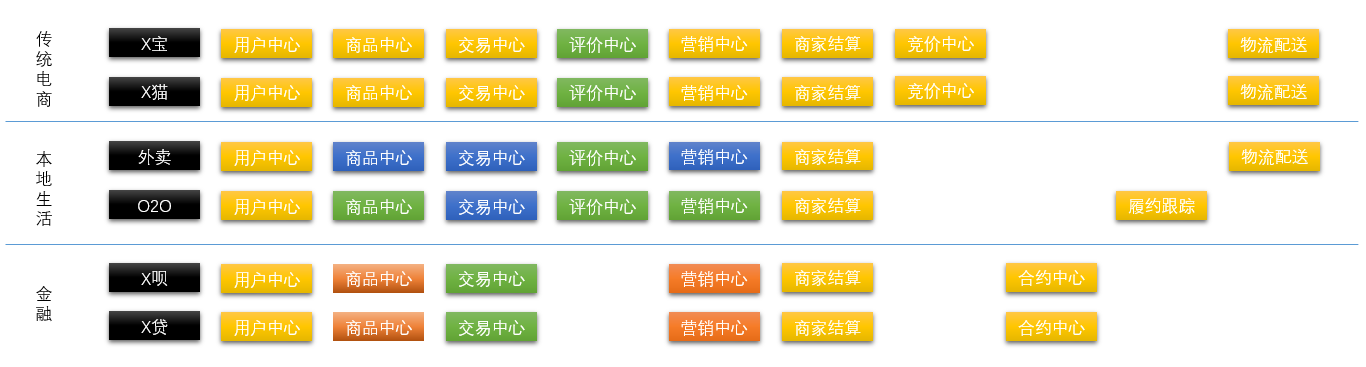 传统电商
X宝 用户中心 商品中心 交易中心 评价中心 营销中心 商家结算 竞价中心 物流配送
X猫 用户中心 商品中心 交易中心 评价中心 营销中心 商家结算 竞价中心 物流配送
本地生活
外卖 用户中心 商品中心 交易中心 评价中心 营销中心 商家结算 物流配送
O2O 用户中心 商品中心 交易中心 评价中心 营销中心 商家结算 履约跟踪
金融
X呗 用户中心 商品中心 交易中心 营销中心 商家结算 合约中心
X贷 用户中心 商品中心 交易中心 营销中心 商家结算 合约中心